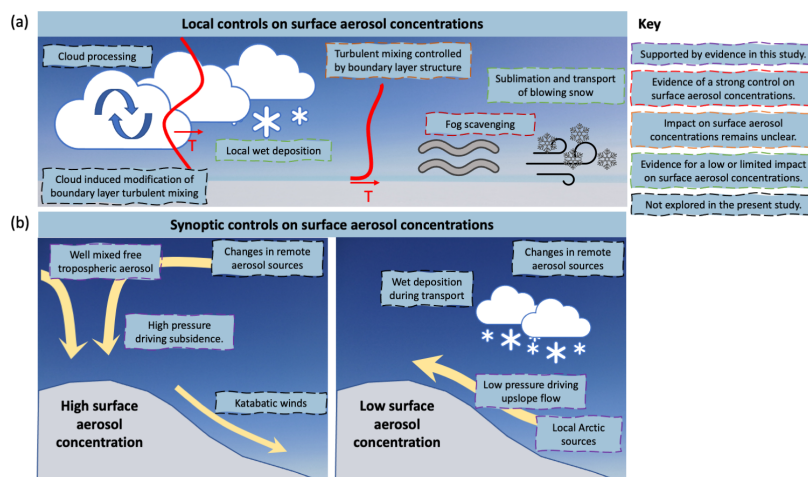 (a)
Local controls on surface aerosol concentrations
Cloud processing
Turbulent mixing controlled
by boundary layer structure
Sublimation and transport
of blowing snow
Fog scavenging
Local wet deposition
T
T
Cloud induced modification of
boundary layer turbulent mixing
Key
Supported by evidence in this study.
Evidence of a strong control on
surface aerosol concentrations.
Impact on surface aerosol
concentrations remains unclear.
Evidence for a low or limited impact
on surface aerosol concentrations.
Not explored in the present study.
(b)
Synoptic controls on surface aerosol concentrations
Well mixed free
tropospheric aerosol
Changes in remote
aerosol sources
High pressure
driving subsidence.
Katabatic winds
High surface
aerosol
concentration
Changes in remote
aerosol sources
Wet deposition
during transport
Low pressure driving
upslope flow
Local Arctic
sources
Low surface
aerosol
concentration